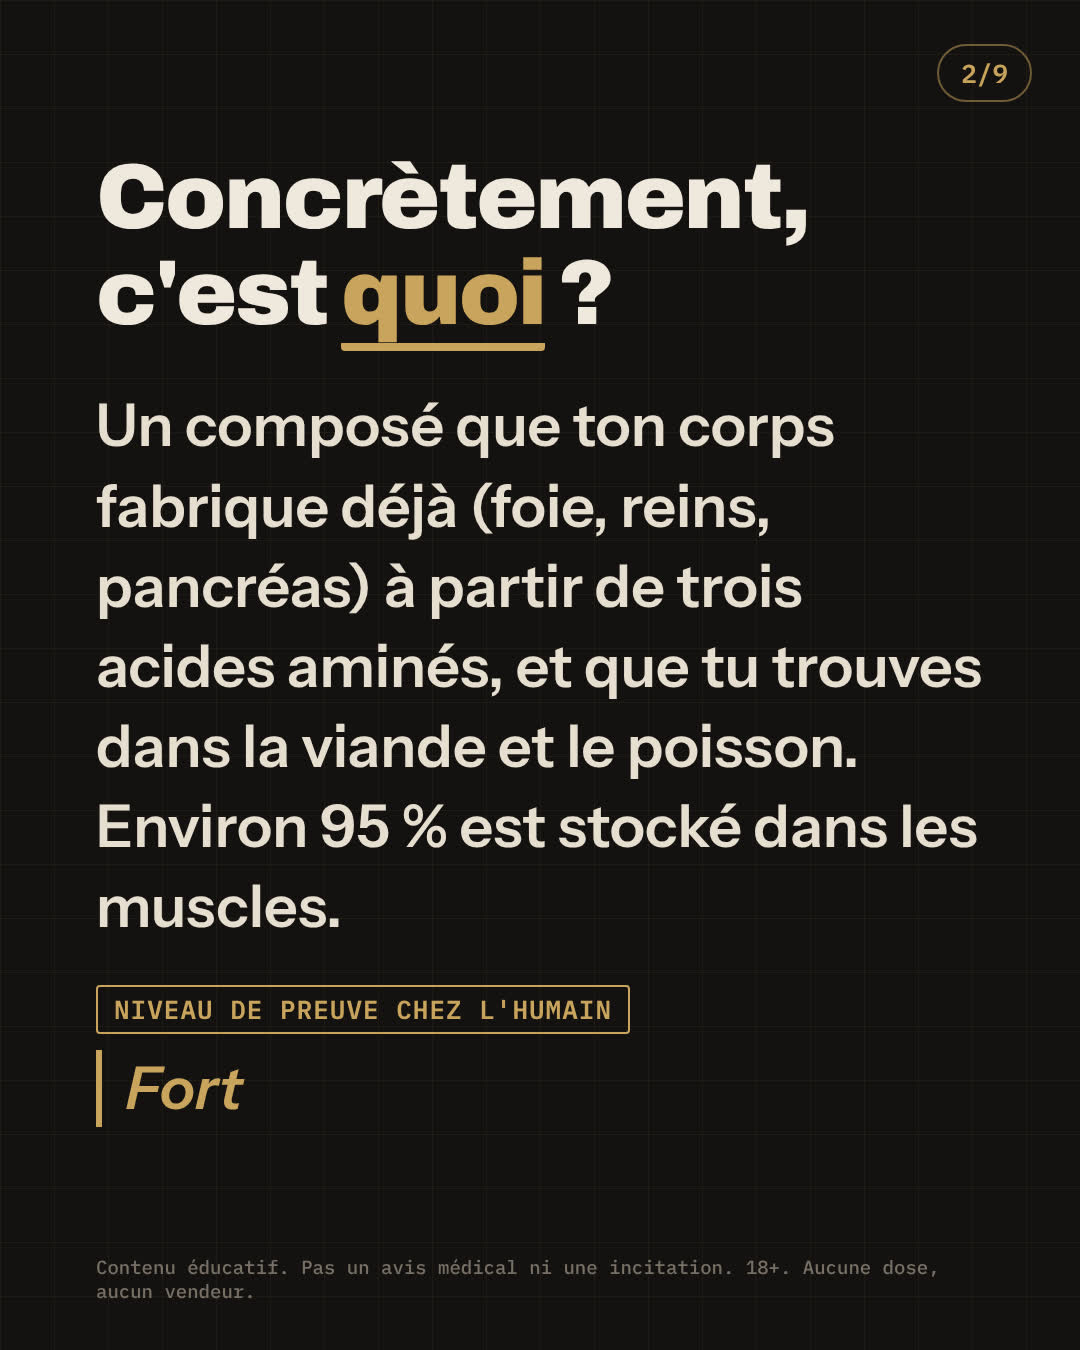 2/9
Concrètement,
c'est quoi ?
Un composé que ton corps
fabrique déjà (foie, reins,
pancréas) à partir de trois
acides aminés, et que tu trouves
dans la viande et le poisson.
Environ 95 % est stocké dans les
muscles.
NIVEAU DE PREUVE CHEZ L'HUMAIN
Fort
Contenu éducatif. Pas un avis médical ni une incitation. 18+. Aucune dose,
aucun vendeur.